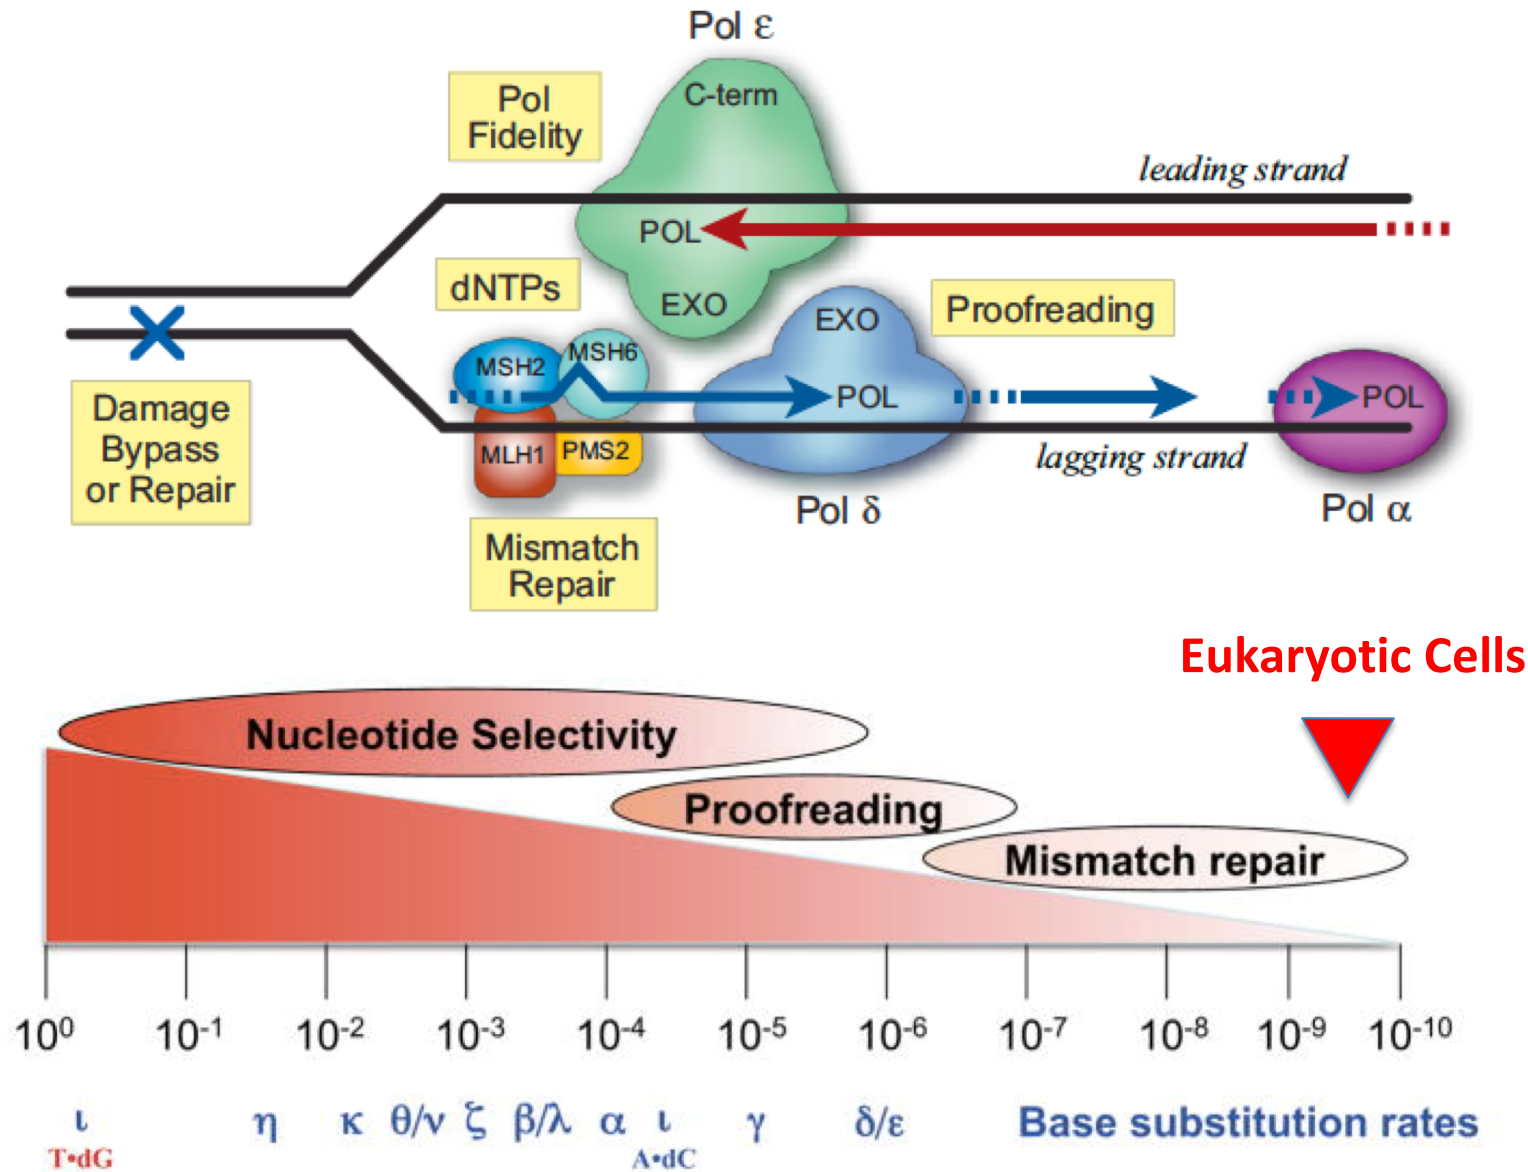 Pol ε
C-term
Pol
Fidelity
leading strand
POL
dNTPs
EXO
Proofreading
EXO
MSH2
MSH6
POL
POL
MLH1
PMS2
lagging strand
Damage
Bypass
or Repair
Pol δ
Pol α
Mismatch
Repair
Eukaryotic Cells
Nucleotide Selectivity
Proofreading
Mismatch repair
10⁰ 10⁻¹ 10⁻² 10⁻³ 10⁻⁴ 10⁻⁵ 10⁻⁶ 10⁻⁷ 10⁻⁸ 10⁻⁹ 10⁻¹⁰
ι η κ θ/ν ζ β/λ α ι γ δ/ε Base substitution rates
T•dG A•dC